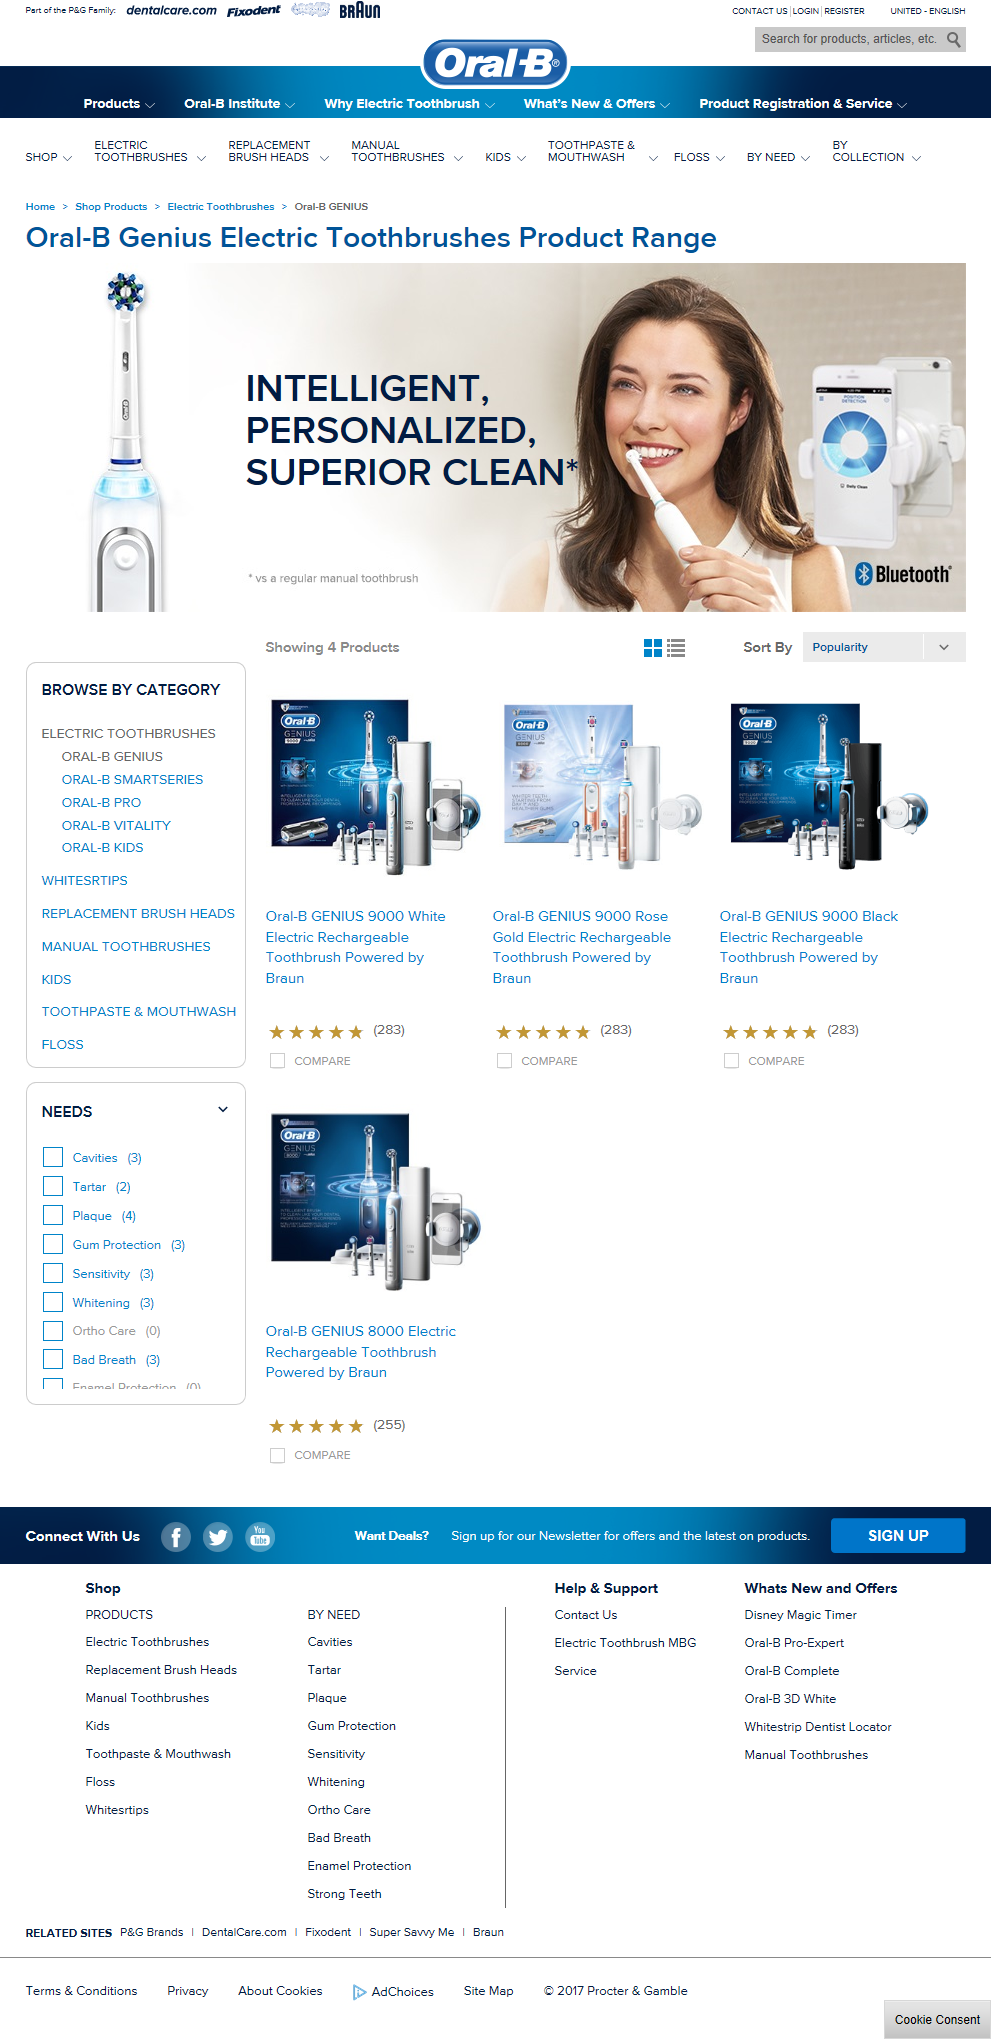 Part of the P&G Family: dentalcare.com Fixodent BRAUN
CONTACT US LOGIN REGISTER UNITED - ENGLISH
Search for products, articles, etc.
Oral-B®
Products Oral-B Institute Why Electric Toothbrush What's New & Offers Product Registration & Service
SHOP
ELECTRIC
TOOTHBRUSHES
REPLACEMENT
BRUSH HEADS
MANUAL
TOOTHBRUSHES
KIDS
TOOTHPASTE &
MOUTHWASH
FLOSS
BY NEED
BY
COLLECTION
Home > Shop Products > Electric Toothbrushes > Oral-B GENIUS
Oral-B Genius Electric Toothbrushes Product Range
INTELLIGENT,
PERSONALIZED,
SUPERIOR CLEAN*
* vs a regular manual toothbrush
POSITION
DETECTION
Daily Clean
Bluetooth®
Showing 4 Products
Sort By Popularity
BROWSE BY CATEGORY
ELECTRIC TOOTHBRUSHES
ORAL-B GENIUS
ORAL-B SMARTSERIES
ORAL-B PRO
ORAL-B VITALITY
ORAL-B KIDS
WHITESRTIPS
REPLACEMENT BRUSH HEADS
MANUAL TOOTHBRUSHES
KIDS
TOOTHPASTE & MOUTHWASH
FLOSS
NEEDS
Cavities (3)
Tartar (2)
Plaque (4)
Gum Protection (3)
Sensitivity (3)
Whitening (3)
Ortho Care (0)
Bad Breath (3)
Enamel Protection (0)
Oral-B
GENIUS
Oral-B GENIUS 9000 White
Electric Rechargeable
Toothbrush Powered by
Braun
(283)
COMPARE
Oral-B
GENIUS
Oral-B GENIUS 9000 Rose
Gold Electric Rechargeable
Toothbrush Powered by
Braun
(283)
COMPARE
Oral-B
GENIUS
Oral-B GENIUS 9000 Black
Electric Rechargeable
Toothbrush Powered by
Braun
(283)
COMPARE
Oral-B
GENIUS
Oral-B GENIUS 8000 Electric
Rechargeable Toothbrush
Powered by Braun
(255)
COMPARE
Connect With Us You Tube Want Deals? Sign up for our Newsletter for offers and the latest on products. SIGN UP
Shop
PRODUCTS
Electric Toothbrushes
Replacement Brush Heads
Manual Toothbrushes
Kids
Toothpaste & Mouthwash
Floss
Whitesrtips
BY NEED
Cavities
Tartar
Plaque
Gum Protection
Sensitivity
Whitening
Ortho Care
Bad Breath
Enamel Protection
Strong Teeth
Help & Support
Contact Us
Electric Toothbrush MBG
Service
Whats New and Offers
Disney Magic Timer
Oral-B Pro-Expert
Oral-B Complete
Oral-B 3D White
Whitestrip Dentist Locator
Manual Toothbrushes
RELATED SITES P&G Brands | DentalCare.com | Fixodent | Super Savvy Me | Braun
Terms & Conditions Privacy About Cookies AdChoices Site Map © 2017 Procter & Gamble
Cookie Consent